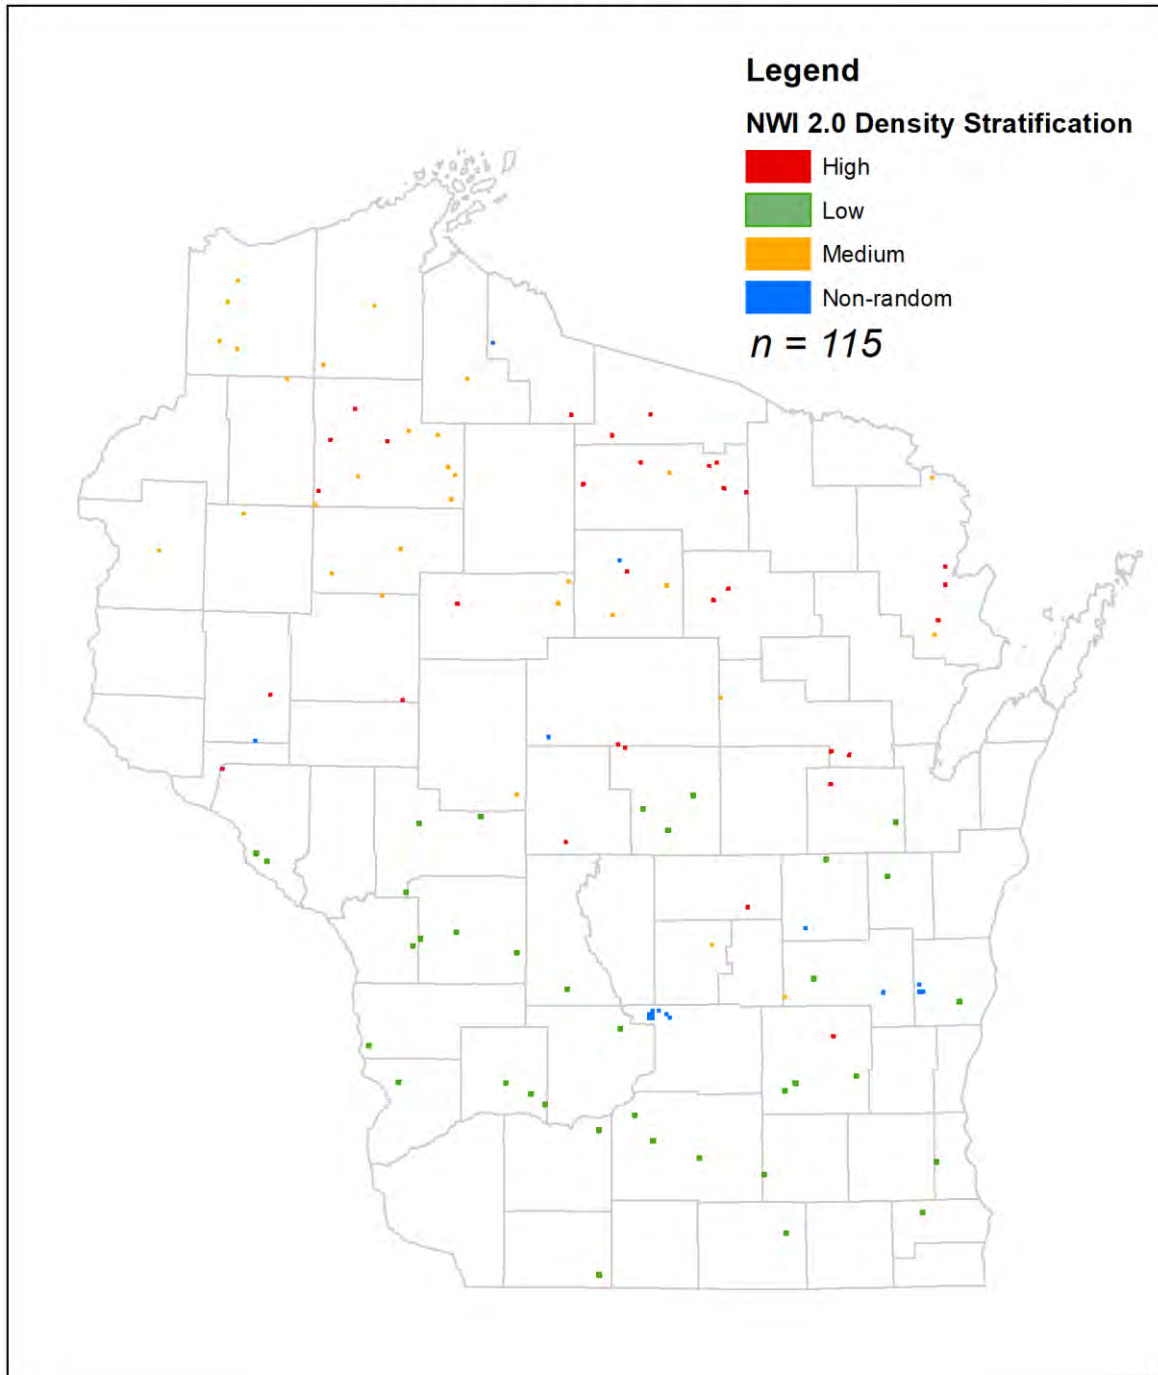 Legend
NWI 2.0 Density Stratification
High
Low
Medium
Non-random
n = 115